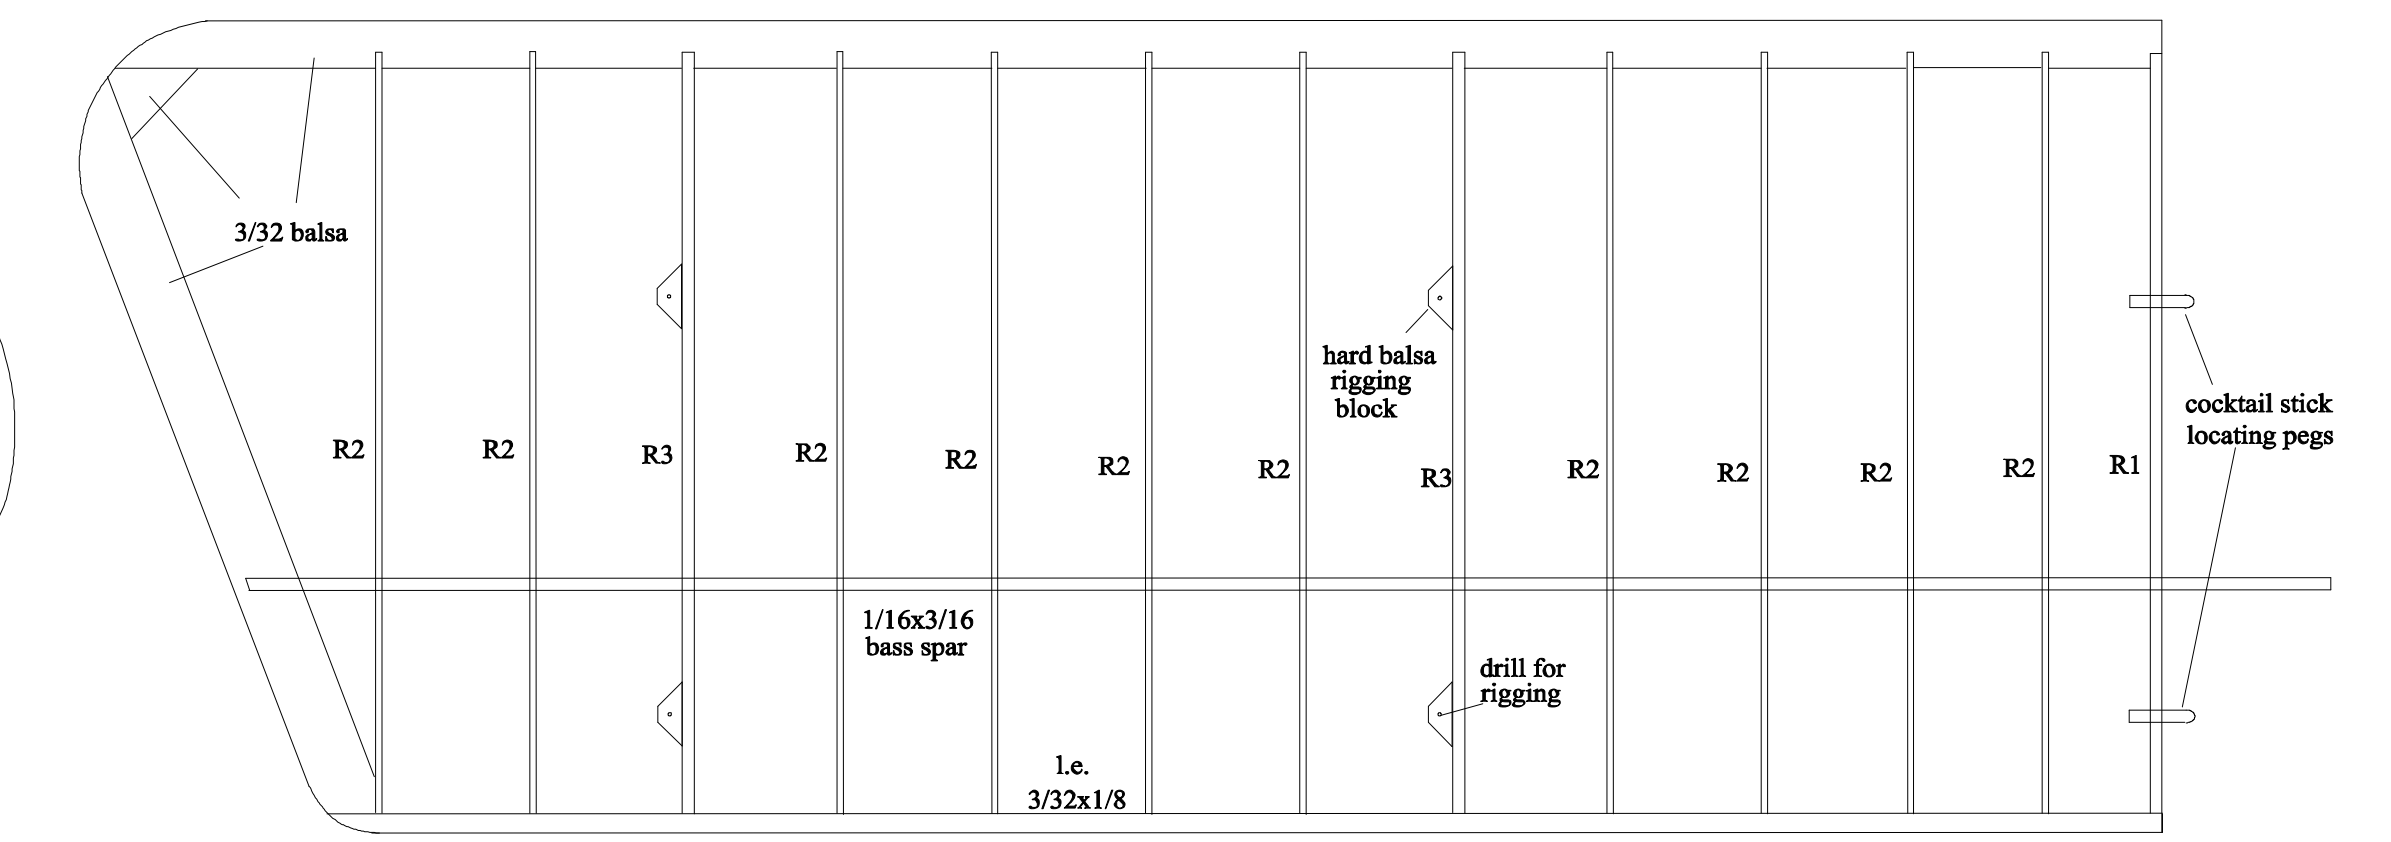 3/32 balsa
hard balsa
rigging
block
cocktail stick
locating pegs
R2
R2
R3
R2
R2
R2
R2
R3
R2
R2
R2
R2
R1
1/16x3/16
bass spar
drill for
rigging
l.e.
3/32x1/8